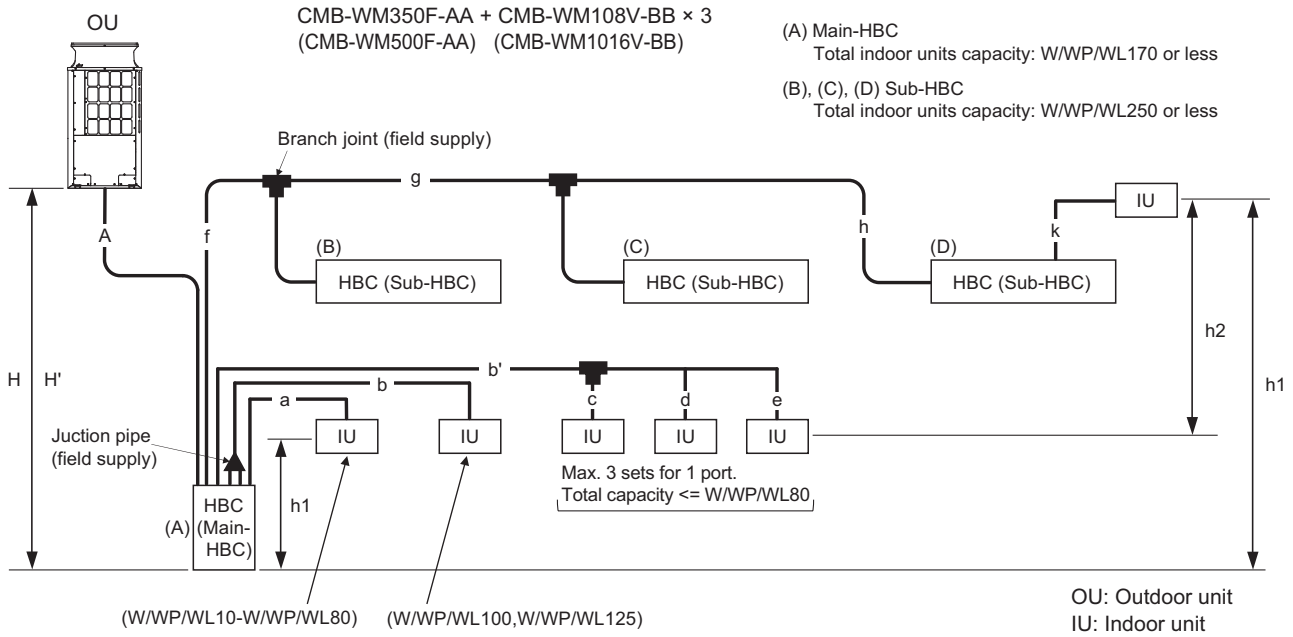 OU
CMB-WM350F-AA + CMB-WM108V-BB × 3
(CMB-WM500F-AA) (CMB-WM1016V-BB)
(A) Main-HBC
Total indoor units capacity: W/WP/WL170 or less
(B), (C), (D) Sub-HBC
Total indoor units capacity: W/WP/WL250 or less
Branch joint (field supply)
A
f
g
h
k
IU
(B)
HBC (Sub-HBC)
(C)
HBC (Sub-HBC)
(D)
HBC (Sub-HBC)
H
H'
h2
h1
b'
b
a
c
d
e
IU
IU
IU
IU
IU
Juction pipe
(field supply)
Max. 3 sets for 1 port.
Total capacity <= W/WP/WL80
h1
(A)
HBC
(Main-
HBC)
(W/WP/WL10-W/WP/WL80)
(W/WP/WL100,W/WP/WL125)
OU: Outdoor unit
IU: Indoor unit